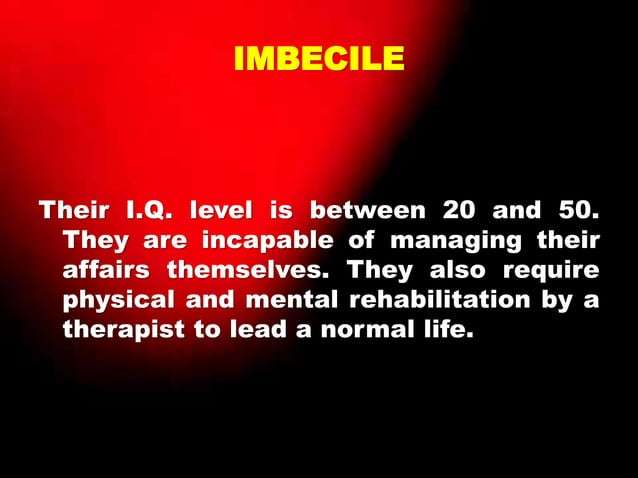 IMBECILE
Their I.Q. level is between 20 and 50.
They are incapable of managing their
affairs themselves. They also require
physical and mental rehabilitation by a
therapist to lead a normal life.